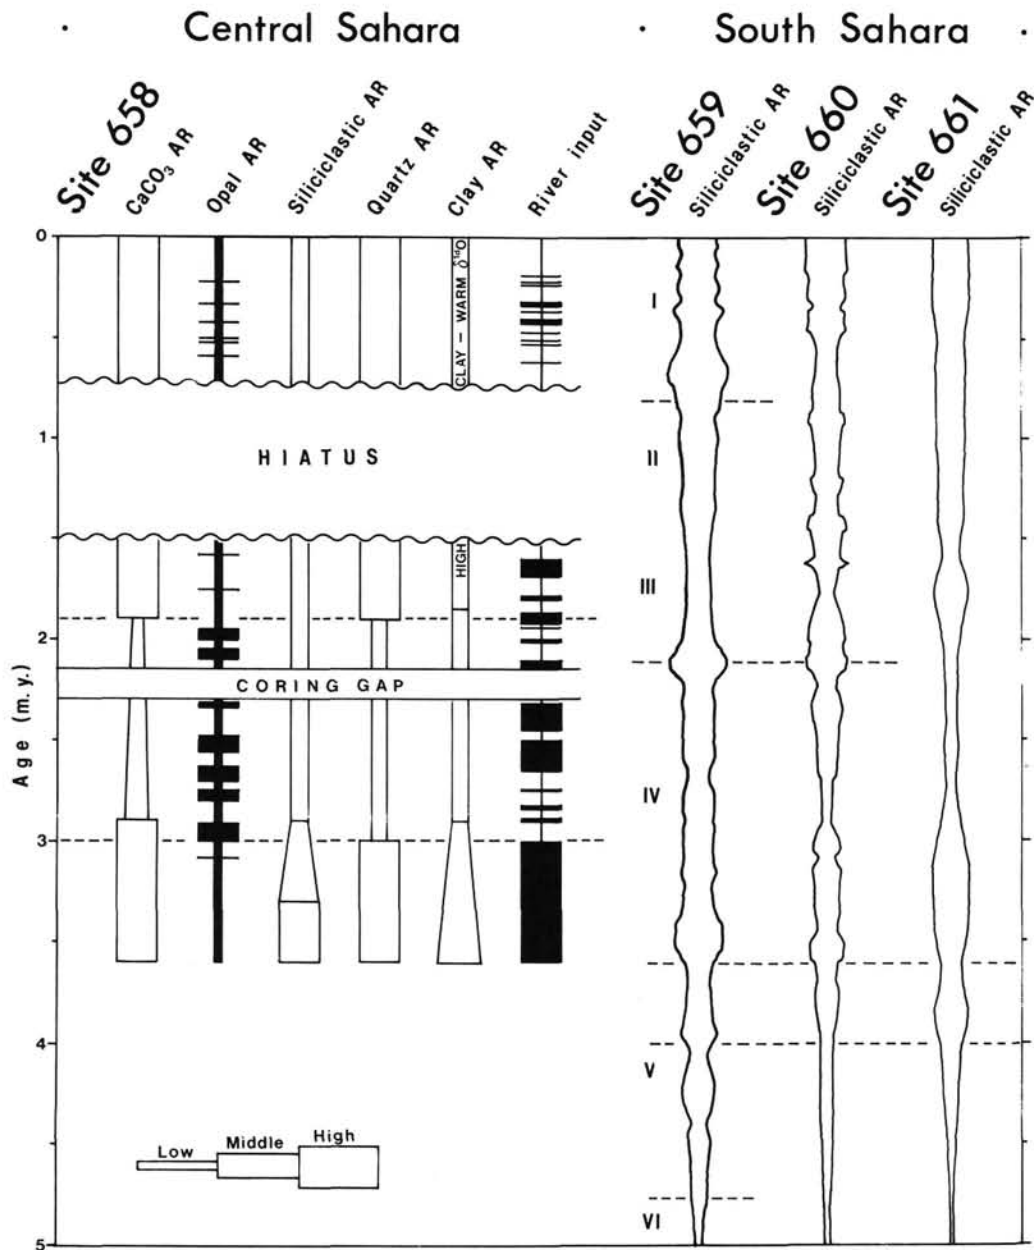 Central Sahara
South Sahara
Site 658
CaCO₃ AR
Opal AR
Siliciclastic AR
Quartz AR
Clay AR
River input
Site 659
Siliciclastic AR
Site 660
Siliciclastic AR
Site 661
Siliciclastic AR
0
CLAY – WARM δ¹⁸O
I
1
HIATUS
II
HIGH
III
2
CORING GAP
Age (m.y.)
IV
3
4
V
Low
Middle
High
VI
5